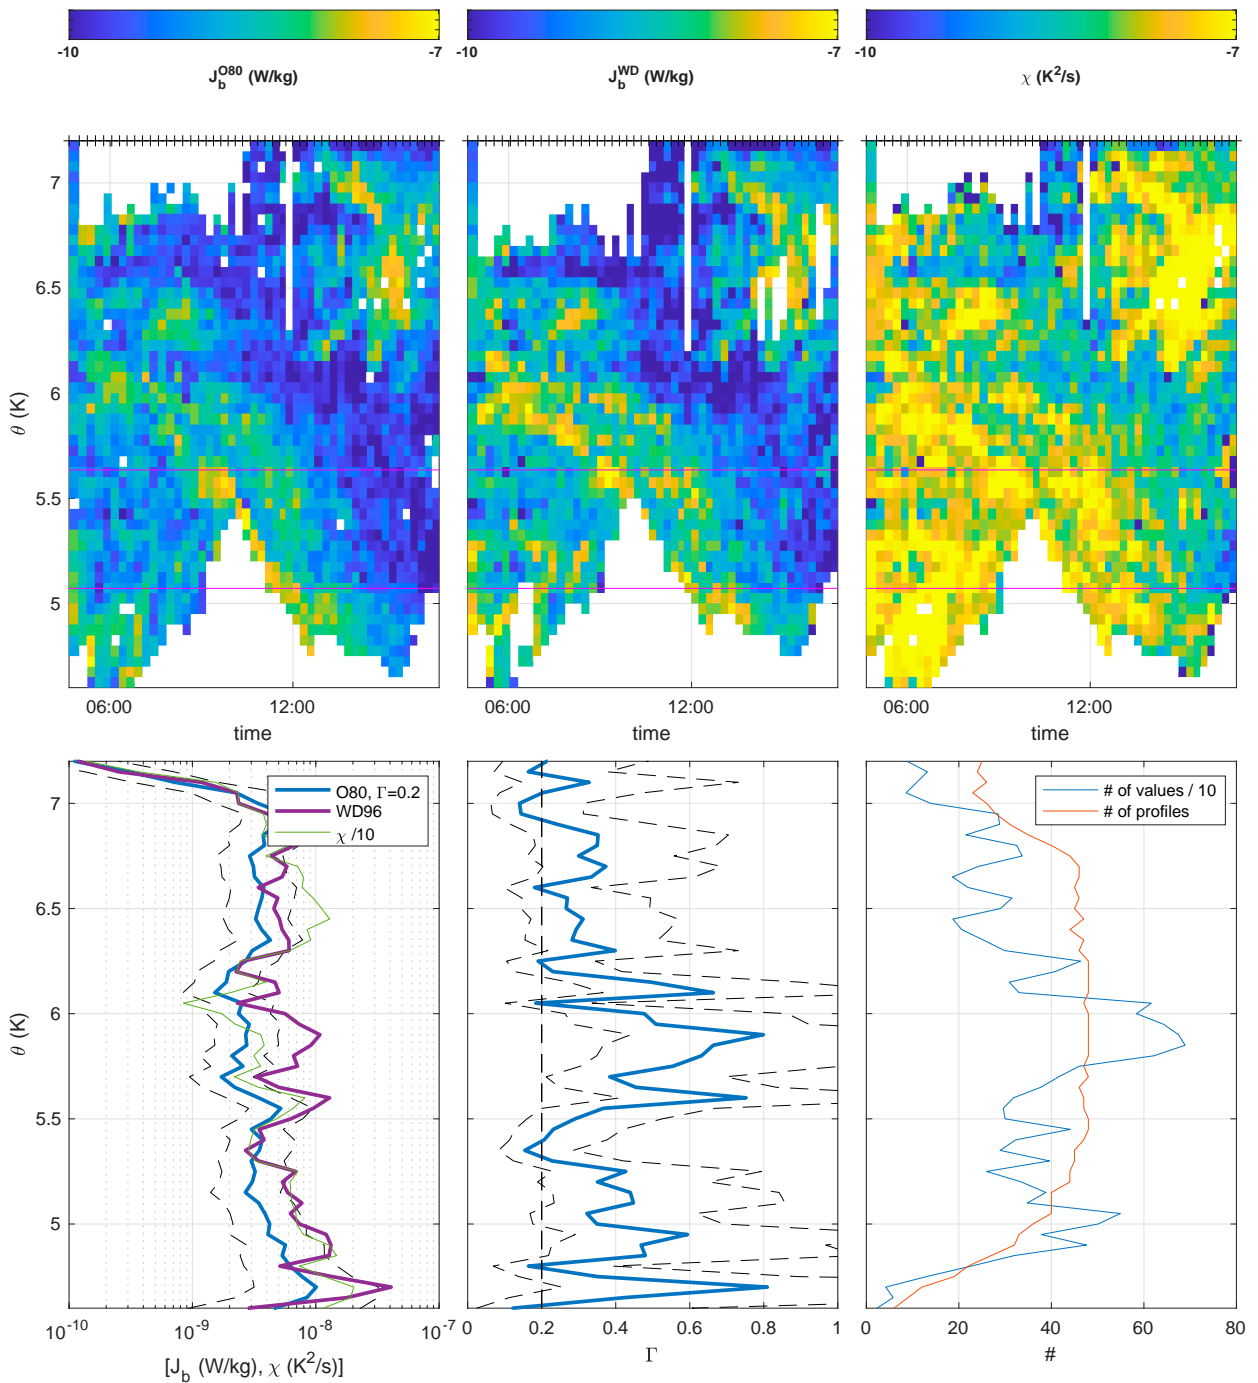 -10 -7 -10 -7 -10 -7
J_b^O80 (W/kg) J_b^WD (W/kg) χ (K²/s)
7
6.5
6
5.5
5
θ (K)
06:00 12:00 06:00 12:00 06:00 12:00
time time time
7
6.5
6
5.5
5
θ (K)
O80, Γ=0.2
WD96
χ /10
# of values / 10
# of profiles
10⁻¹⁰ 10⁻⁹ 10⁻⁸ 10⁻⁷ 0 0.2 0.4 0.6 0.8 1 0 20 40 60 80
[J_b (W/kg), χ (K²/s)] Γ #